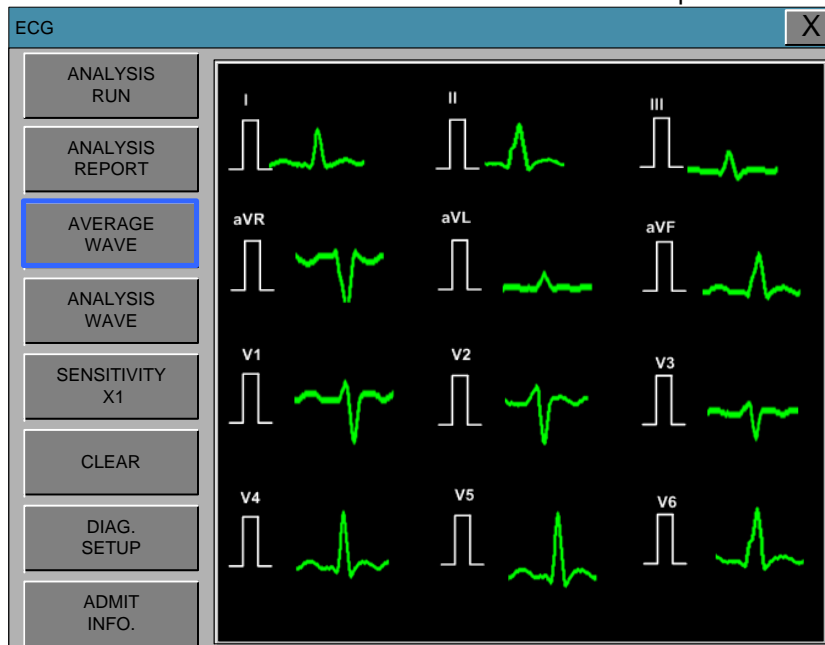 ECG
X
ANALYSIS
RUN
ANALYSIS
REPORT
AVERAGE
WAVE
ANALYSIS
WAVE
SENSITIVITY
X1
CLEAR
DIAG.
SETUP
ADMIT
INFO.
I
II
III
aVR
aVL
aVF
V1
V2
V3
V4
V5
V6